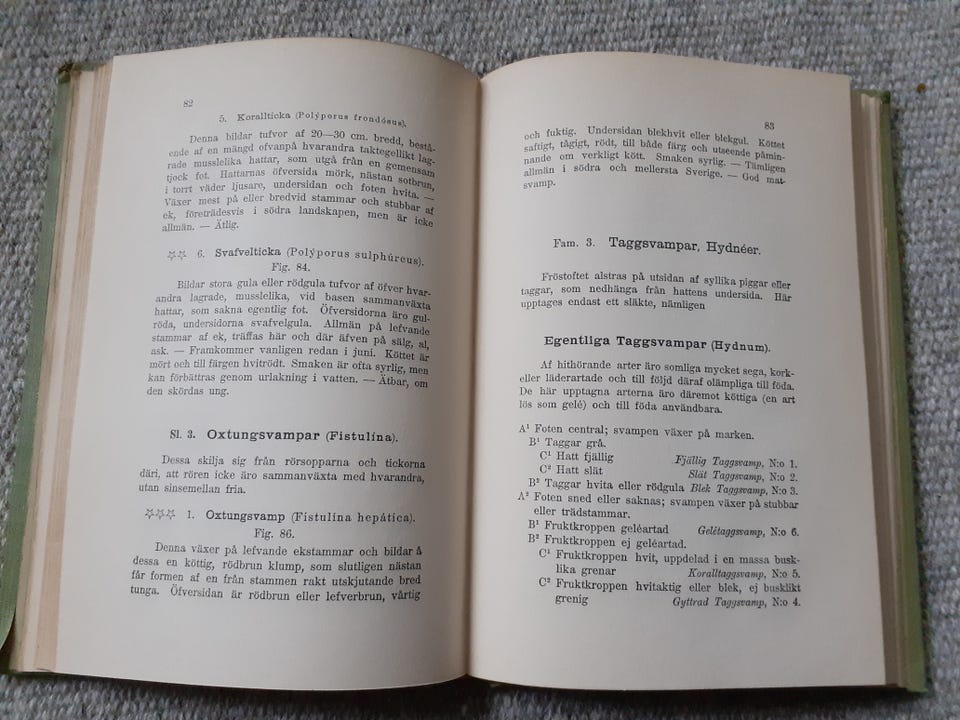 82
5. Korallticka (Polýporus frondósus).
Denna bildar tufvor af 20—30 cm. bredd, bestå-
ende af en mängd ofvanpå hvarandra taktegellikt lag-
rade musslelika hattar, som utgå från en gemensam
tjock fot. Hattarnas öfversida mörk, nästan sotbrun,
i torrt väder ljusare, undersidan och foten hvita. —
Växer mest på eller bredvid stammar och stubbar af
ek, företrädesvis i södra landskapen, men är icke
allmän. — Ätlig.
☆☆ 6. Svafvelticka (Polýporus sulphúreus).
Fig. 84.
Bildar stora gula eller rödgula tufvor af öfver hvar-
andra lagrade, musslelika, vid basen sammanväxta
hattar, som sakna egentlig fot. Öfversidorna äro gul-
röda, undersidorna svafvelgula. Allmän på lefvande
stammar af ek, träffas här och där äfven på sälg, al,
ask. — Framkommer vanligen redan i juni. Köttet är
mört och till färgen hvitrödt. Smaken är ofta syrlig, men
kan förbättras genom urlakning i vatten. — Ätbar, om
den skördas ung.
Sl. 3. Oxtungsvampar (Fistulína).
Dessa skilja sig från rörsopparna och tickorna
däri, att rören icke äro sammanväxta med hvarandra,
utan sinsemellan fria.
☆☆☆ 1. Oxtungsvamp (Fistulina hepática).
Fig. 86.
Denna växer på lefvande ekstammar och bildar å
dessa en köttig, rödbrun klump, som slutligen nästan
får formen af en från stammen rakt utskjutande bred
tunga. Öfversidan är rödbrun eller lefverbrun, vårtig
83
och fuktig. Undersidan blekhvit eller blekgul. Köttet
saftigt, tågigt, rödt, till både färg och utseende påmin-
nande om verkligt kött. Smaken syrlig. — Tämligen
allmän i södra och mellersta Sverige. — God mat-
svamp.
Fam. 3. Taggsvampar, Hydnéer.
Fröstoftet alstras på utsidan af syllika piggar eller
taggar, som nedhänga från hattens undersida. Här
upptages endast ett släkte, nämligen
Egentliga Taggsvampar (Hydnum).
Af hithörande arter äro somliga mycket sega, kork-
eller läderartade och till följd däraf olämpliga till föda.
De här upptagna arterna äro däremot köttiga (en art
lös som gelé) och till föda användbara.
A¹ Foten central; svampen växer på marken.
B¹ Taggar grå.
C¹ Hatt fjällig Fjällig Taggsvamp, N:o 1.
C² Hatt slät Slät Taggsvamp, N:o 2.
B² Taggar hvita eller rödgula Blek Taggsvamp, N:o 3.
A² Foten sned eller saknas; svampen växer på stubbar
eller trädstammar.
B¹ Fruktkroppen geléartad Gelétaggsvamp, N:o 6.
B² Fruktkroppen ej geléartad.
C¹ Fruktkroppen hvit, uppdelad i en massa busk-
lika grenar Koralltaggsvamp, N:o 5.
C² Fruktkroppen hvitaktig eller blek, ej busklikt
grenig Gyttrad Taggsvamp, N:o 4.